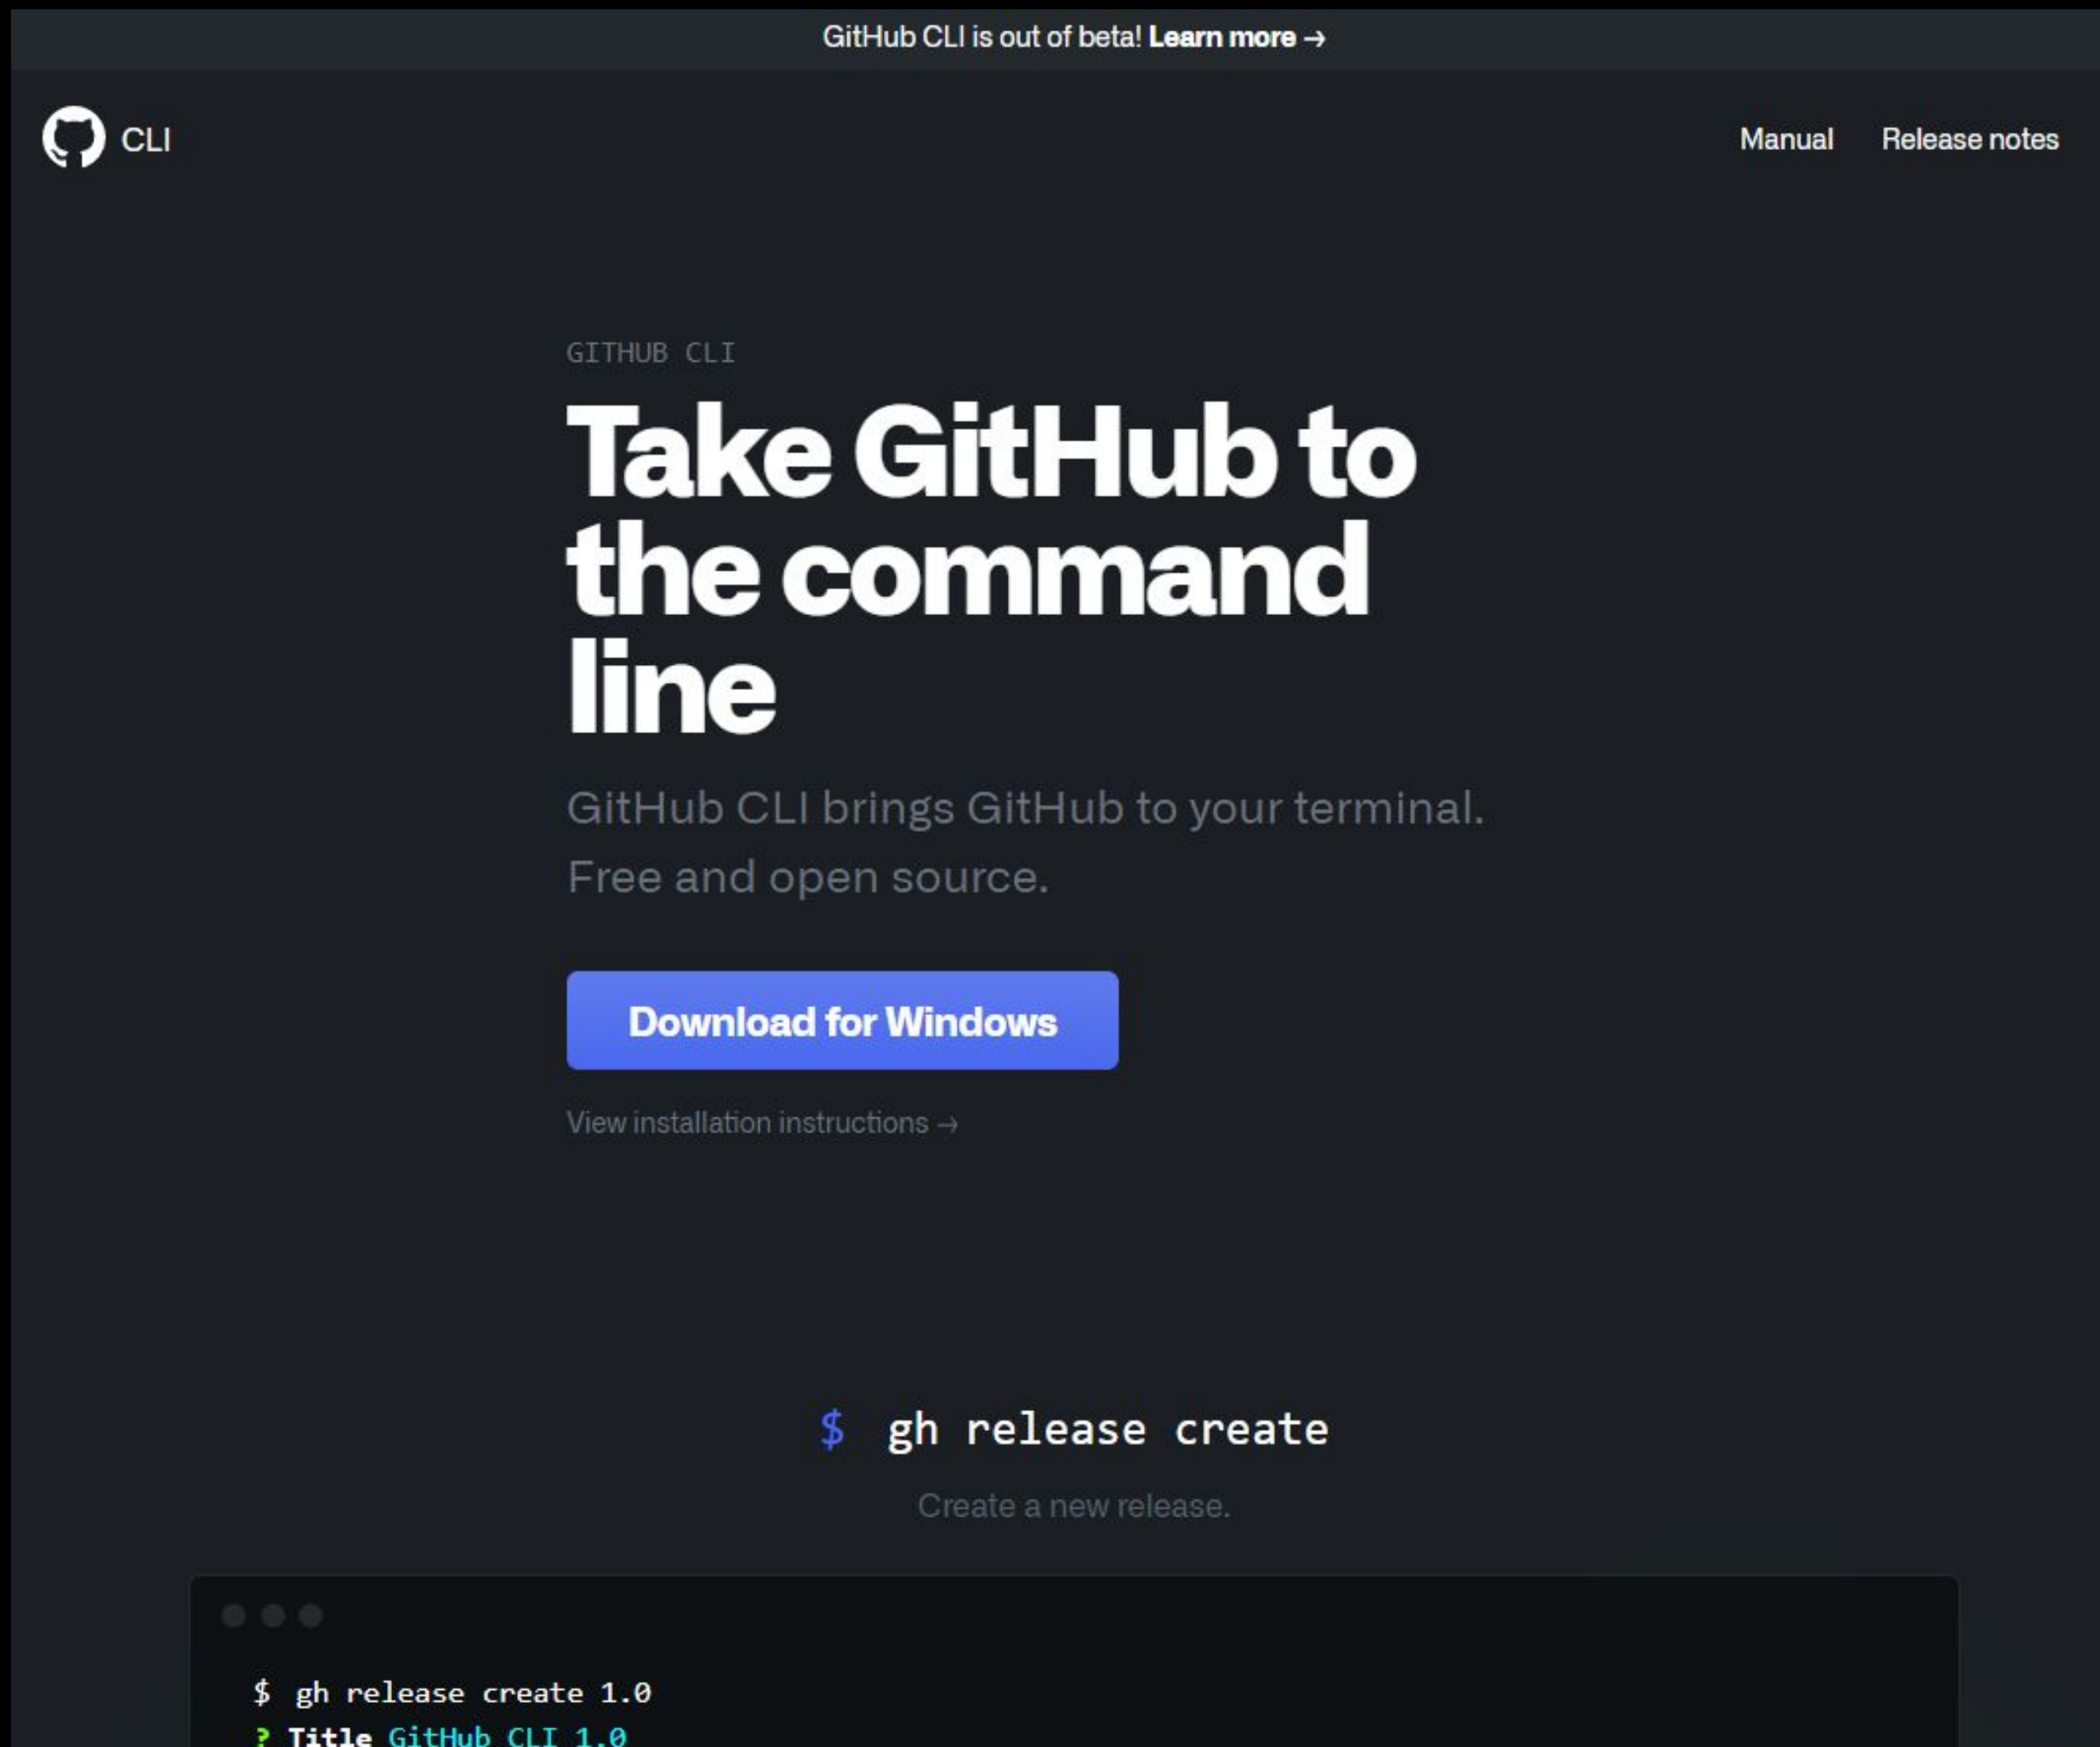 GitHub CLI is out of beta! Learn more →
CLI
Manual Release notes
GITHUB CLI
Take GitHub to
the command
line
GitHub CLI brings GitHub to your terminal.
Free and open source.
Download for Windows
View installation instructions →
$ gh release create
Create a new release.
$ gh release create 1.0
? Title GitHub CLI 1.0